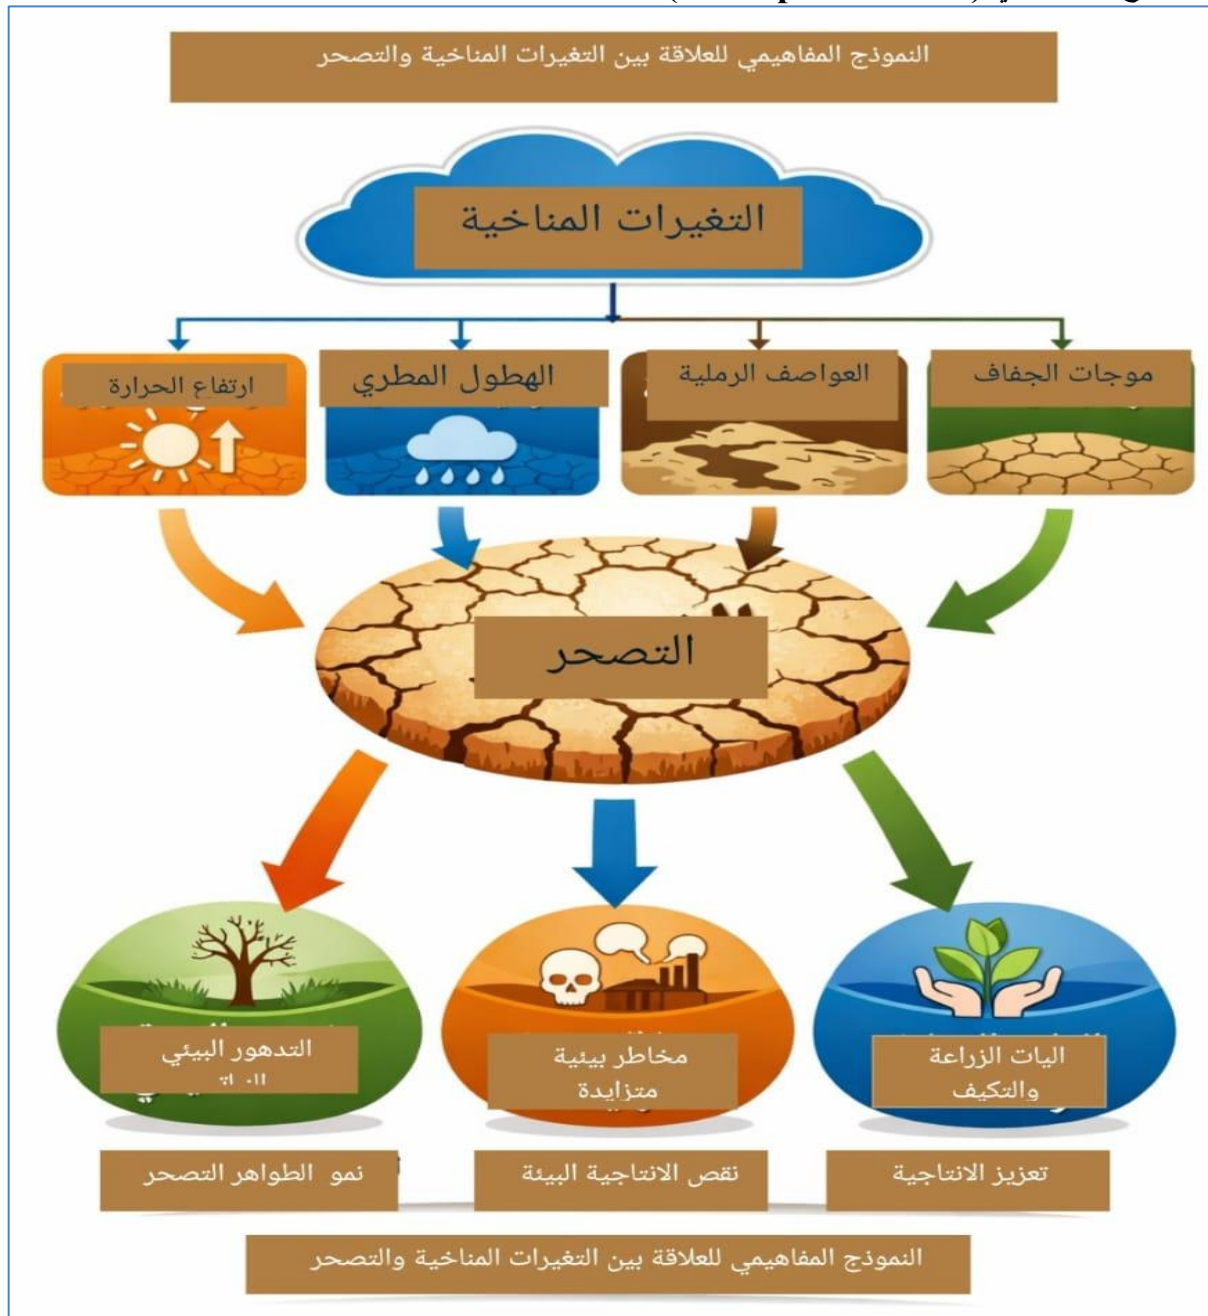 النموذج المفاهيمي للعلاقة بين التغيرات المناخية والتصحر
التغيرات المناخية
موجات الجفاف
العواصف الرملية
الهطول المطري
ارتفاع الحرارة
التصحر
اليات الزراعة
والتكيف
مخاطر بيئية
متزايدة
التدهور البيئي
تعزيز الانتاجية
نقص الانتاجية البيئة
نمو الطواهر التصحر
النموذج المفاهيمي للعلاقة بين التغيرات المناخية والتصحر